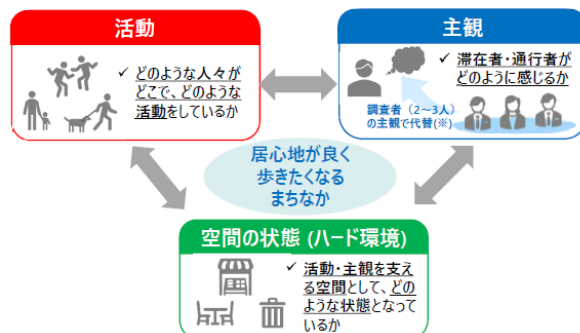 活動
✓ どのような人々が
どこで、どのような
活動をしているか
主観
✓ 滞在者・通行者が
どのように感じるか
調査者（2～3人）
の主観で代替(※)
居心地が良く
歩きたくなる
まちなか
空間の状態 (ハード環境)
✓ 活動・主観を支え
る空間として、どの
ような状態となって
いるか